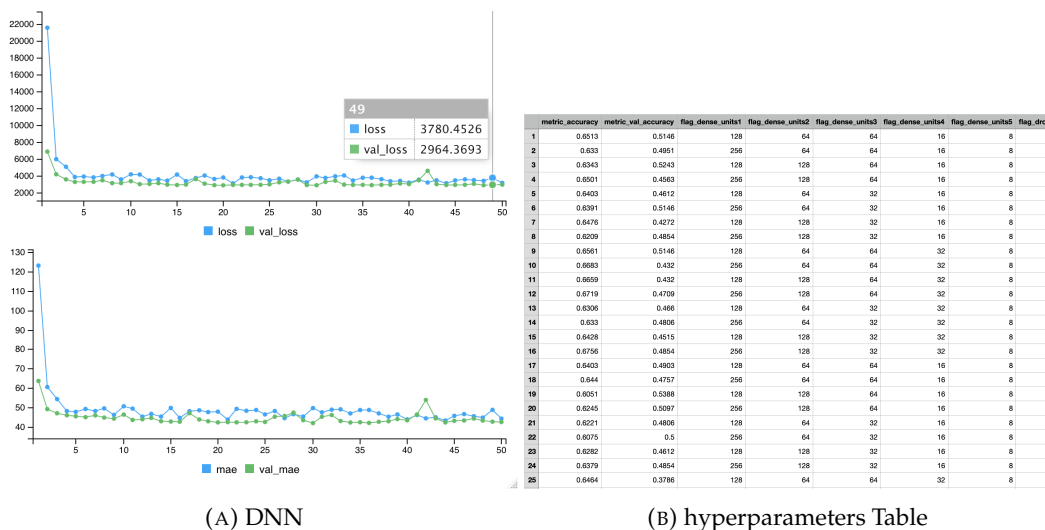 22000
20000
18000
16000
14000
12000
10000
8000
6000
4000
2000
49
loss 3780.4526
val_loss 2964.3693
5 10 15 20 25 30 35 40 45 50
loss val_loss
130
120
110
100
90
80
70
60
50
40
5 10 15 20 25 30 35 40 45 50
mae val_mae
(A) DNN
metric_accuracy metric_val_accuracy flag_dense_units1 flag_dense_units2 flag_dense_units3 flag_dense_units4 flag_dense_units5 flag_dro
1 0.6513 0.5146 128 64 64 16 8
2 0.633 0.4951 256 64 64 16 8
3 0.6343 0.5243 128 128 64 16 8
4 0.6501 0.4563 256 128 64 16 8
5 0.6403 0.4612 128 64 32 16 8
6 0.6391 0.5146 256 64 32 16 8
7 0.6476 0.4272 128 128 32 16 8
8 0.6209 0.4854 256 128 32 16 8
9 0.6561 0.5146 128 64 64 32 8
10 0.6683 0.432 256 64 64 32 8
11 0.6659 0.432 128 128 64 32 8
12 0.6719 0.4709 256 128 64 32 8
13 0.6306 0.466 128 64 32 32 8
14 0.633 0.4806 256 64 32 32 8
15 0.6428 0.4515 128 128 32 32 8
16 0.6756 0.4854 256 128 32 32 8
17 0.6403 0.4903 128 64 64 16 8
18 0.644 0.4757 256 64 64 16 8
19 0.6051 0.5388 128 128 64 16 8
20 0.6245 0.5097 256 128 64 16 8
21 0.6221 0.4806 128 64 32 16 8
22 0.6075 0.5 256 64 32 16 8
23 0.6282 0.4612 128 128 32 16 8
24 0.6379 0.4854 256 128 32 16 8
25 0.6464 0.3786 128 64 64 32 8
(B) hyperparameters Table